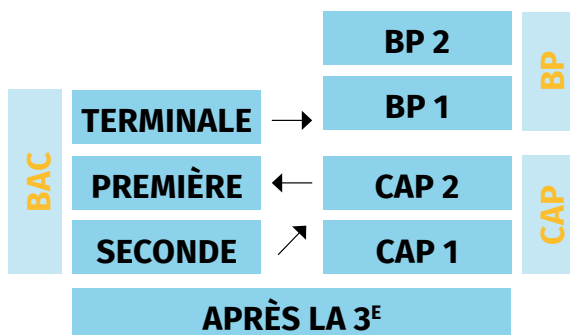 BP 2
BP 1
BP
BAC
TERMINALE
PREMIÈRE
SECONDE
CAP 2
CAP 1
CAP
APRÈS LA 3E